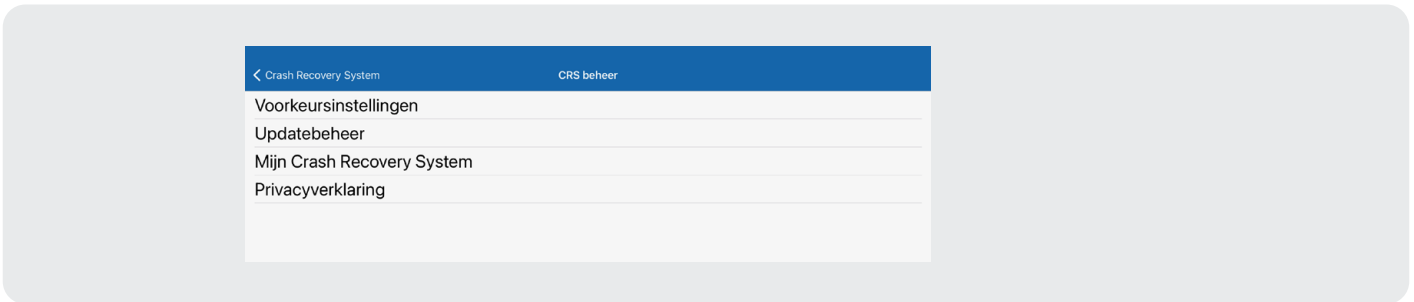 Crash Recovery System
CRS beheer
Voorkeursinstellingen
Updatebeheer
Mijn Crash Recovery System
Privacyverklaring